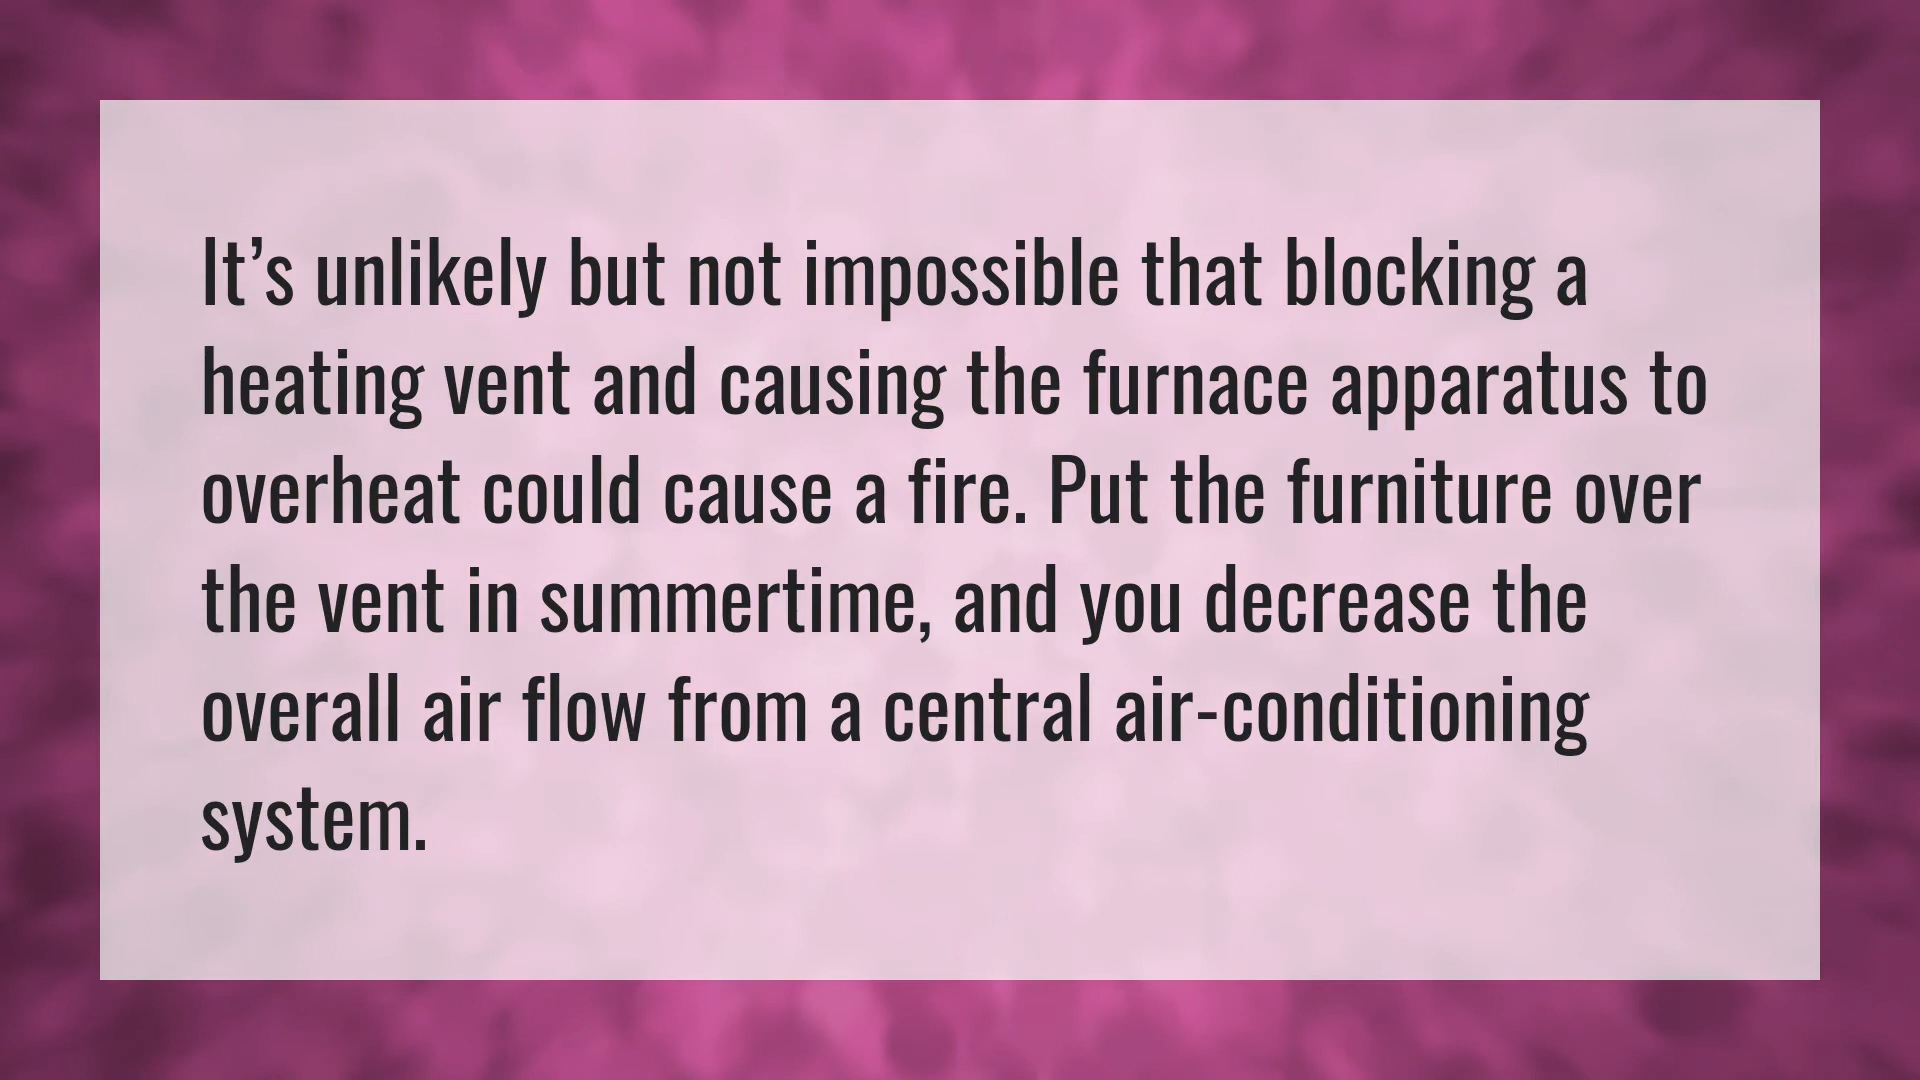 It’s unlikely but not impossible that blocking a
heating vent and causing the furnace apparatus to
overheat could cause a fire. Put the furniture over
the vent in summertime, and you decrease the
overall air flow from a central air-conditioning
system.